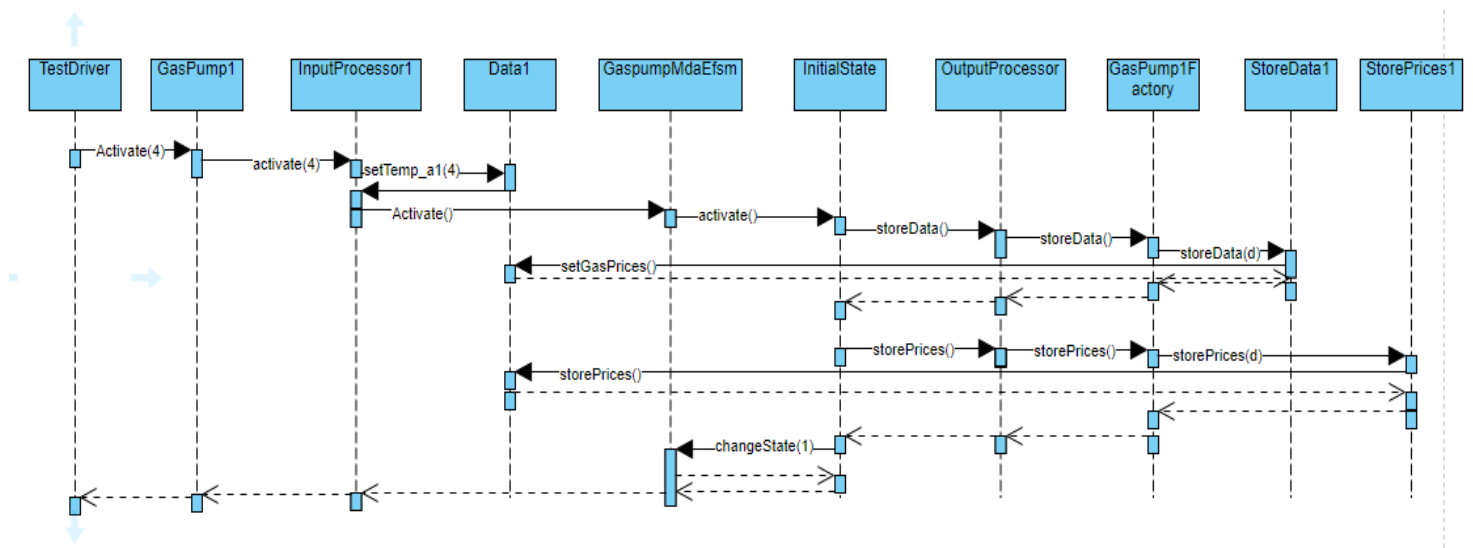 TestDriver
GasPump1
InputProcessor1
Data1
GaspumpMdaEfsm
InitialState
OutputProcessor
GasPump1F
actory
StoreData1
StorePrices1
Activate(4)
activate(4)
setTemp_a1(4)
Activate()
activate()
storeData()
storeData()
storeData(d)
setGasPrices()
storePrices()
storePrices()
storePrices(d)
storePrices()
changeState(1)